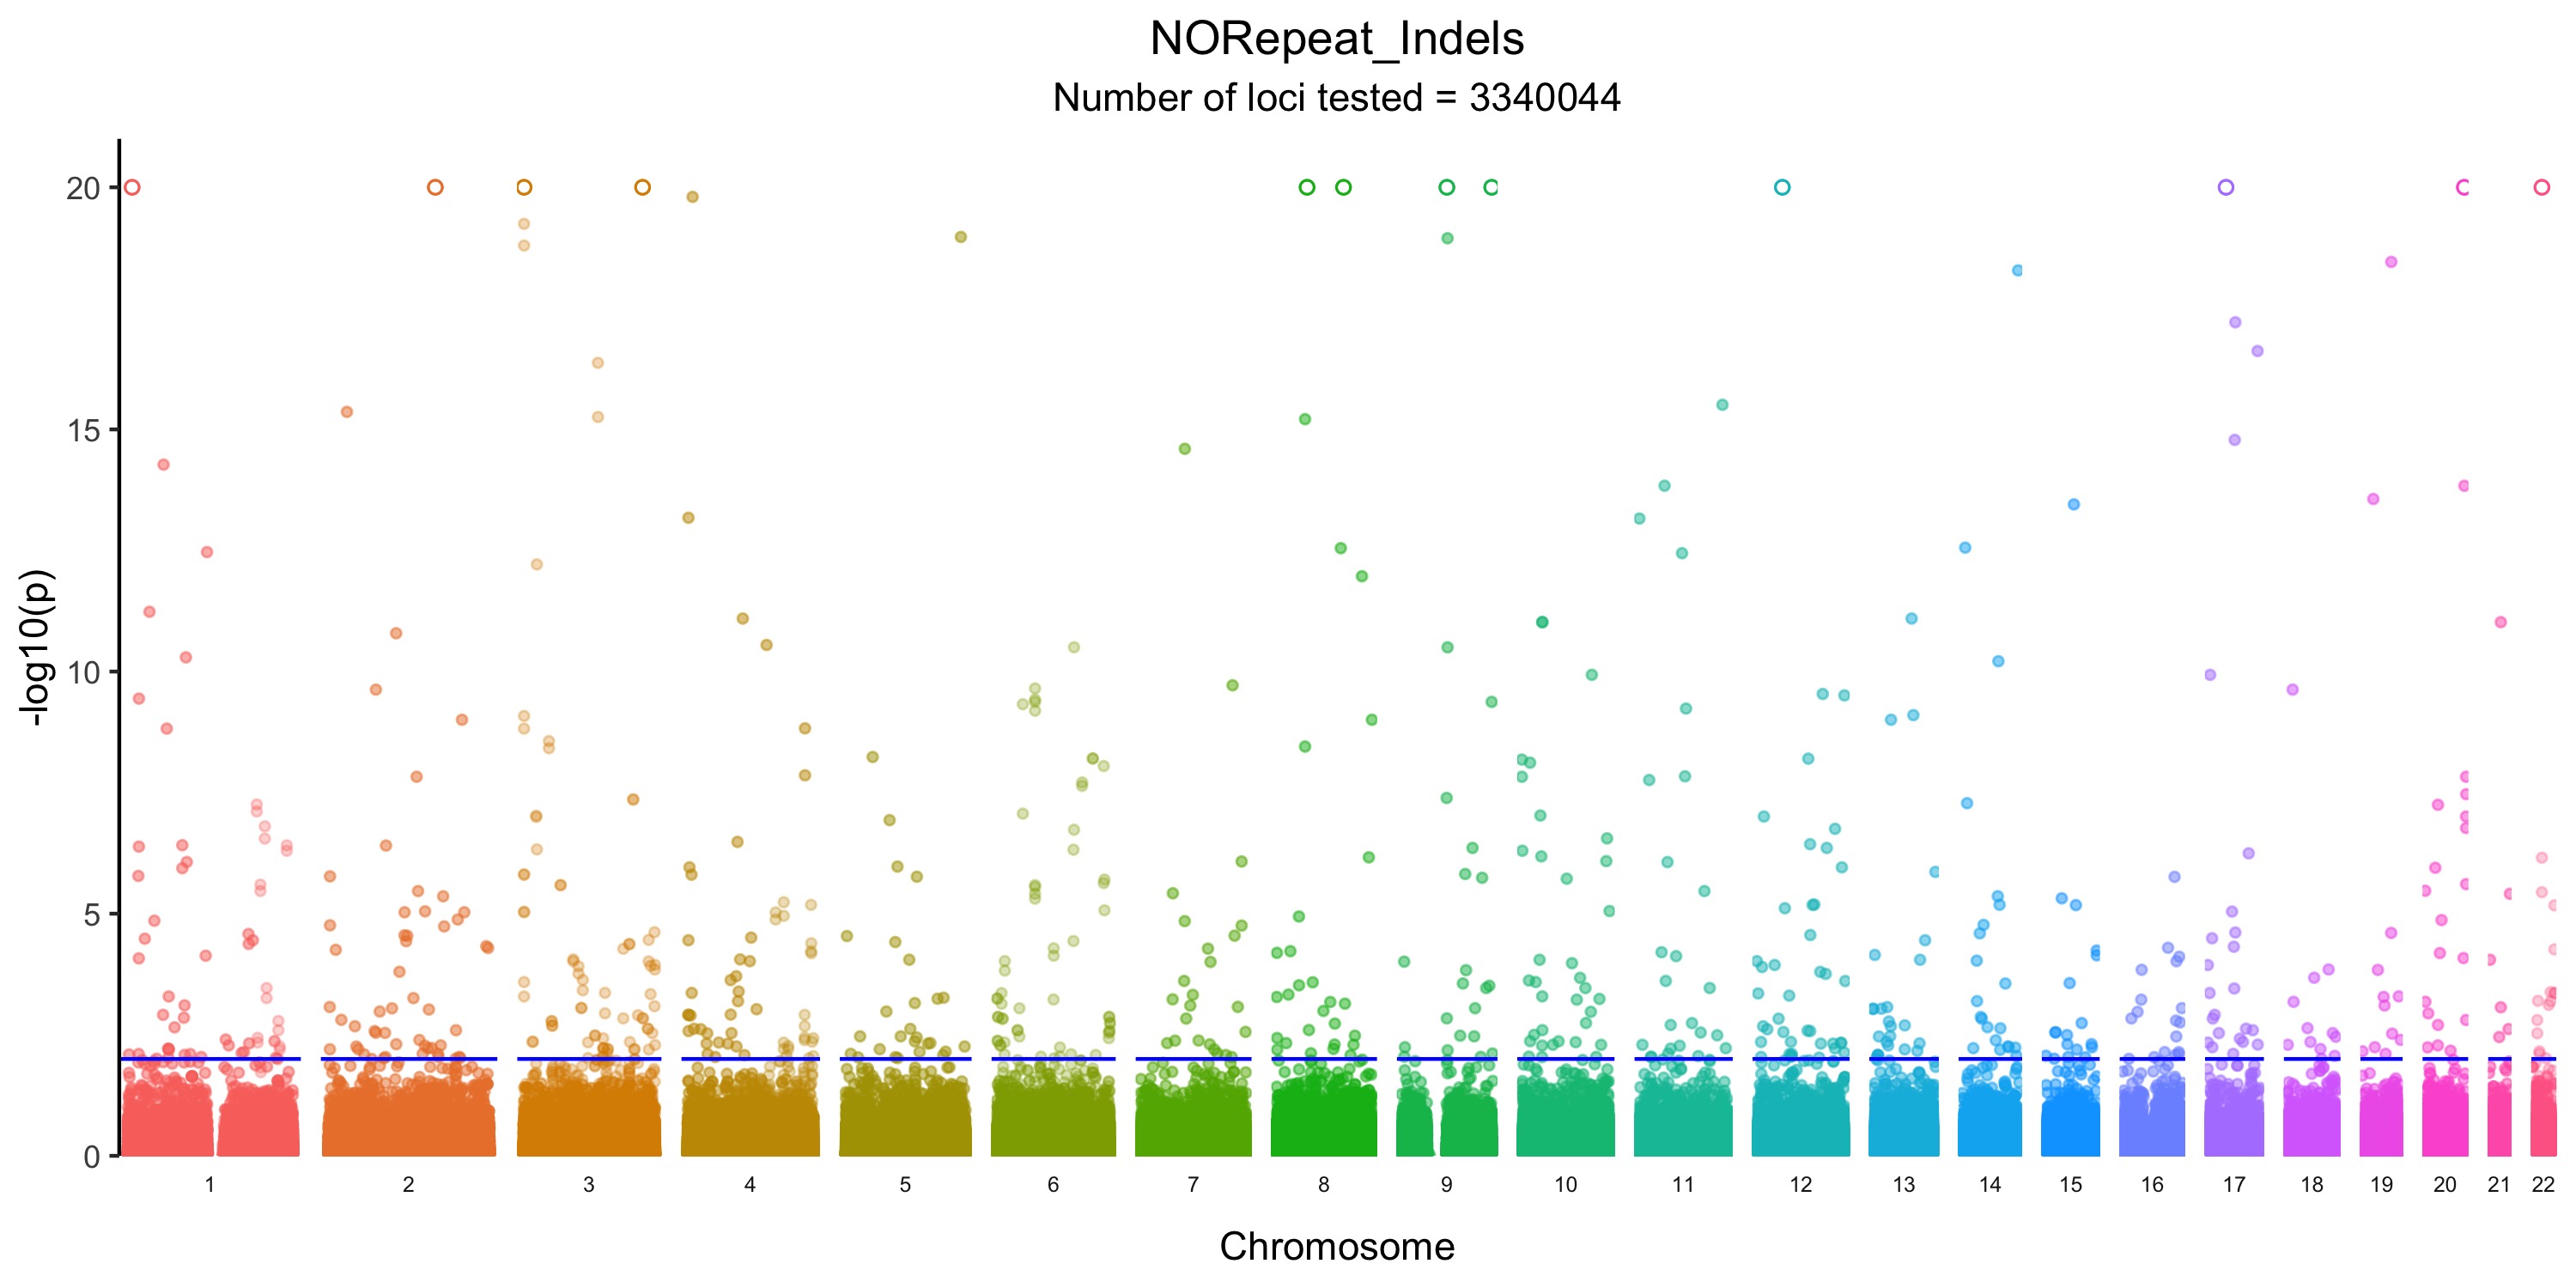 NORepeat_Indels
Number of loci tested = 3340044
20
15
10
5
0
-log10(p)
1 2 3 4 5 6 7 8 9 10 11 12 13 14 15 16 17 18 19 20 21 22
Chromosome